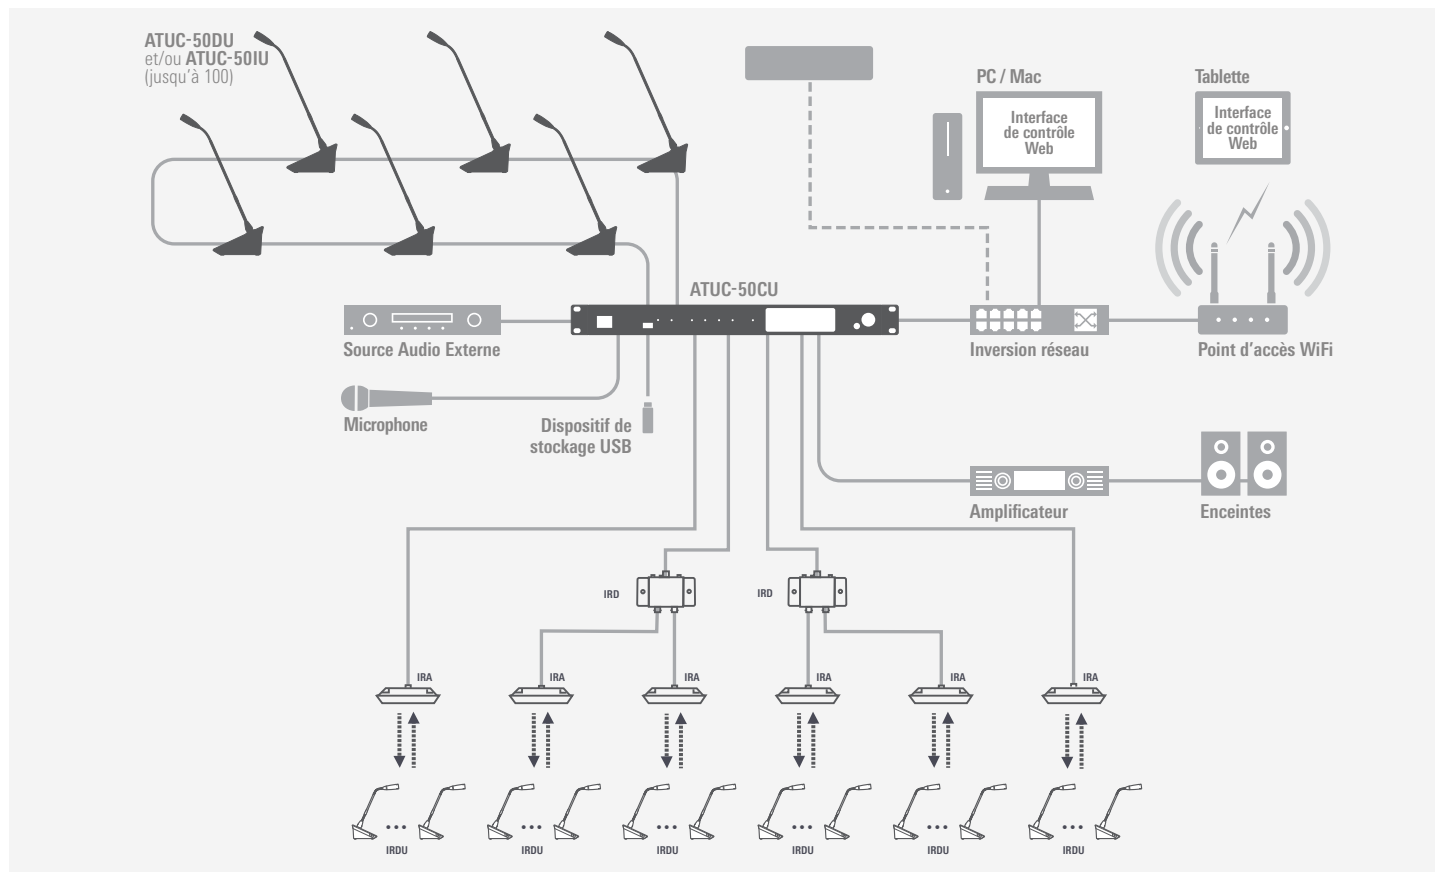 ATUC-50DU
et/ou ATUC-50IU
(jusqu'à 100)
PC / Mac
Tablette
Interface
de contrôle
Web
Interface
de contrôle
Web
ATUC-50CU
Source Audio Externe
Inversion réseau
Point d'accès WiFi
Microphone
Dispositif de
stockage USB
Amplificateur
Enceintes
IRD
IRD
IRA
IRA
IRA
IRA
IRA
IRA
IRDU
IRDU
IRDU
IRDU
IRDU
IRDU